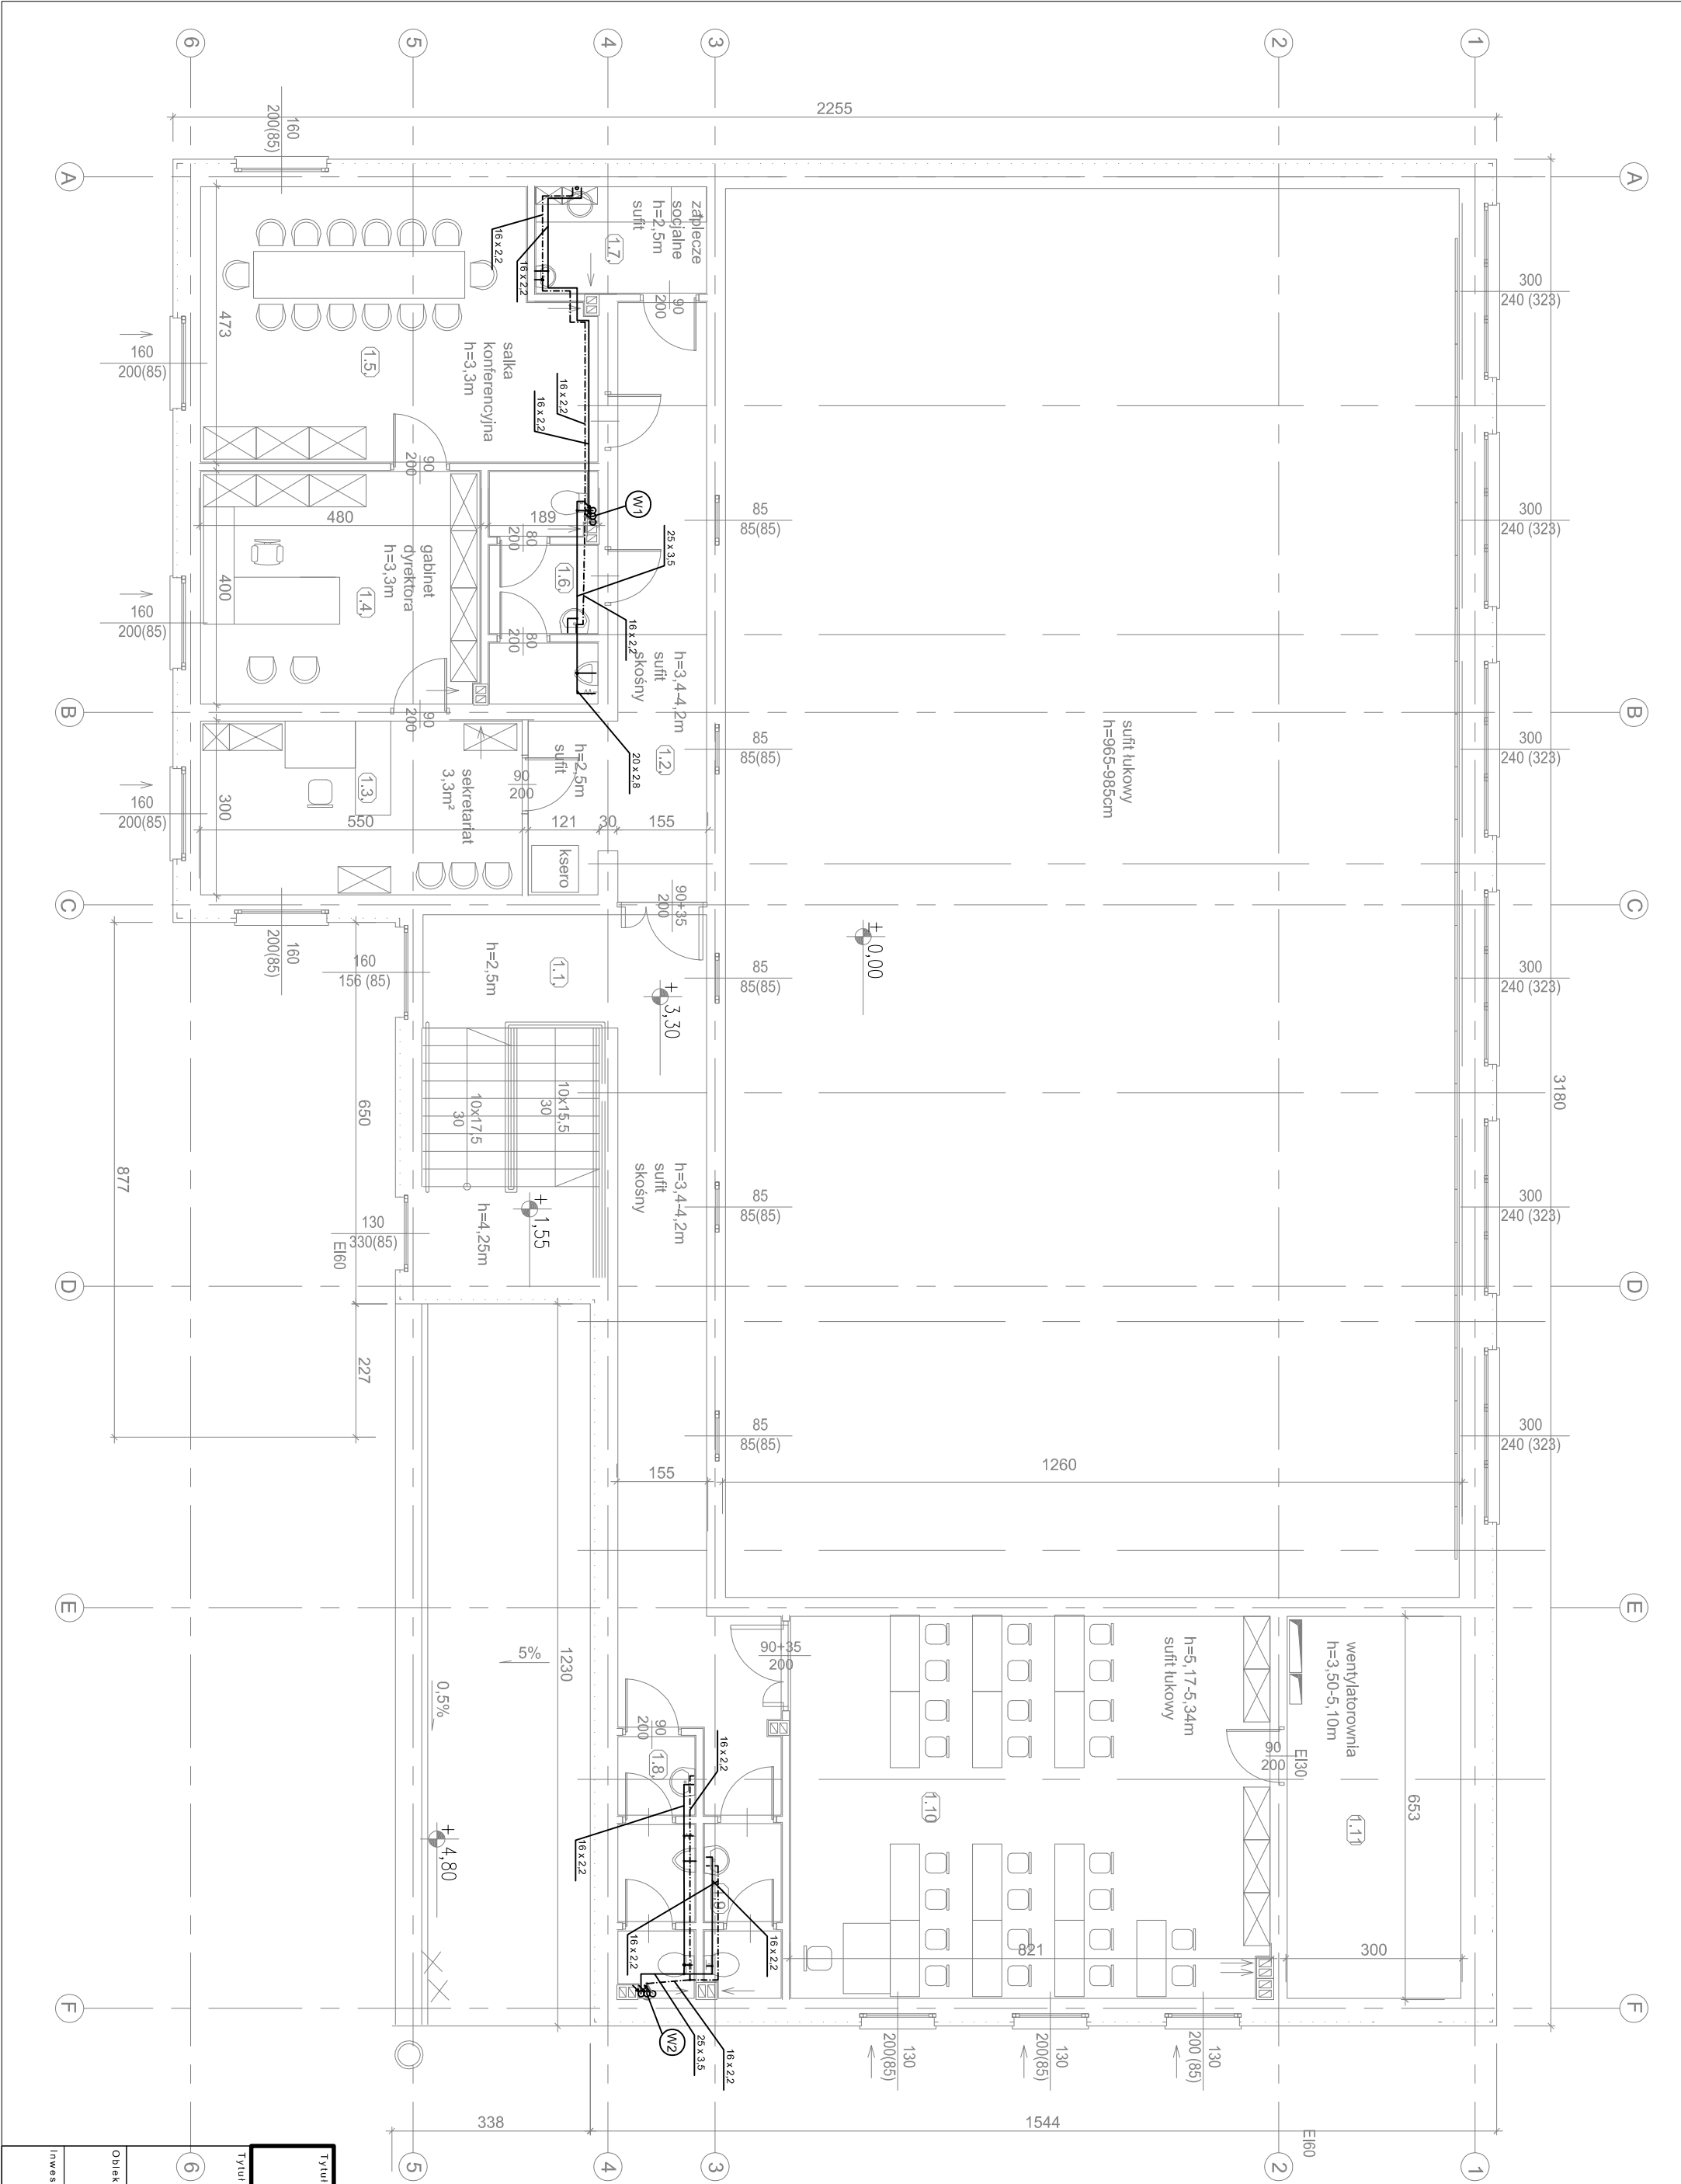 6
5
4
3
2
1
2255
160
200(85)
A
A
zaplecze
socjalne
h=2,5m
sufit
1.7.
16 x 2,2
16 x 2,2
90
200
300
240 (323)
473
160
200(85)
1.5.
salka
konferencyjna
h=3,3m
16 x 2,2
16 x 2,2
90
200
480
189
W1
80
200
25 x 3,5
85
85(85)
300
240 (323)
gabinet
dyrektora
h=3,3m
400
1.4.
1.6.
160
200(85)
80
200
16 x 2,2
h=3,4-4,2m
sufit
skośny
B
B
90
200
85
85(85)
300
240 (323)
sufit łukowy
h=965-985cm
1.2.
20 x 2,8
h=2,5m
sufit
90
200
sekretariat
3,3m²
1.3.
160
200(85)
300
550
121
30
155
ksero
C
C
90+35
200
160
200(85)
160
156 (85)
h=2,5m
1.1.
+ 0,00
+ 3,30
85
85(85)
300
240 (323)
3180
650
877
10x15,5
30
10x17,5
30
h=3,4-4,2m
sufit
skośny
85
85(85)
300
240 (323)
h=4,25m
+ 1,55
130
330(85)
EI60
D
D
227
155
1260
85
85(85)
300
240 (323)
E
E
5%
1230
0,5%
90+35
200
h=5,17-5,34m
sufit łukowy
wentylatorownia
h=3,50-5,10m
90
200
1.8.
16 x 2,2
90
200
EI30
1.10
1.11
653
+ 4,80
16 x 2,2
16 x 2,2
16 x 2,2
821
300
F
F
W2
25 x 3,5
16 x 2,2
130
200(85)
130
200(85)
130
200 (85)
338
1544
EI60
6
5
4
3
2
1
Tytuł
Tytuł
Inwes